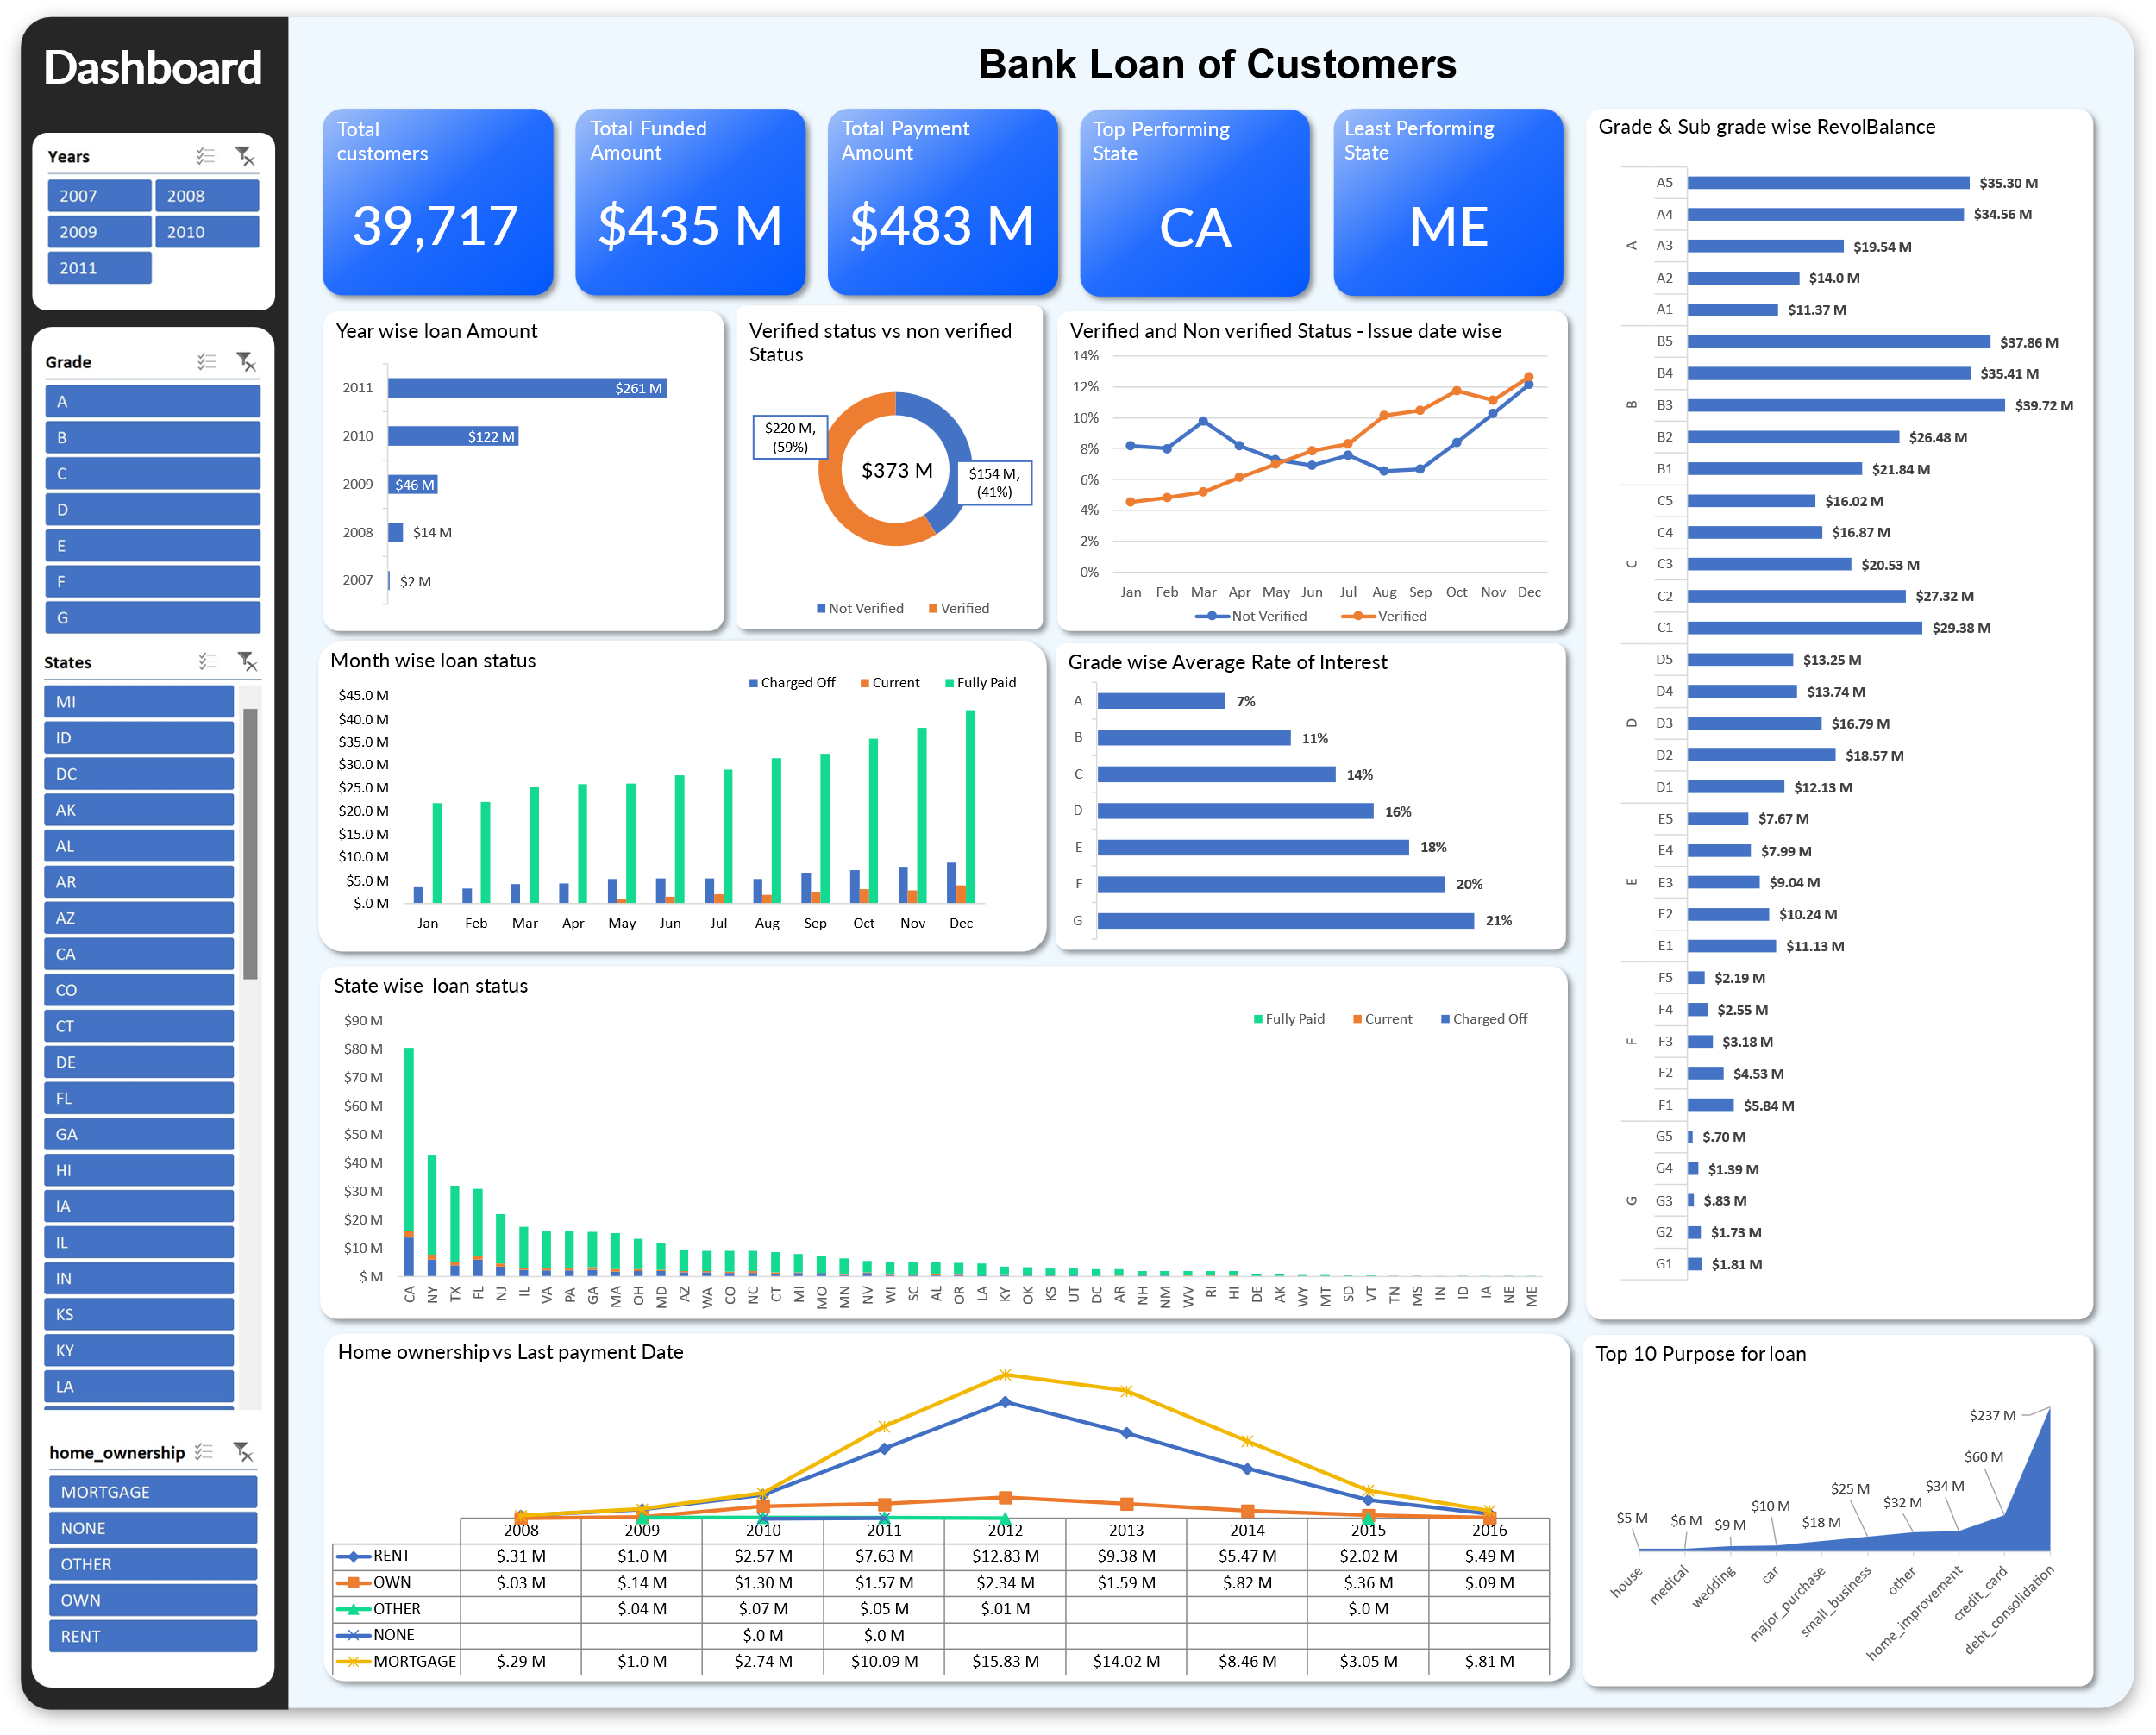 Dashboard
Bank Loan of Customers
Years
2007 2008
2009 2010
2011
Grade
A
B
C
D
E
F
G
States
MI
ID
DC
AK
AL
AR
AZ
CA
CO
CT
DE
FL
GA
HI
IA
IL
IN
KS
KY
LA
home_ownership
MORTGAGE
NONE
OTHER
OWN
RENT
Total
customers
39,717
Total Funded
Amount
$435 M
Total Payment
Amount
$483 M
Top Performing
State
CA
Least Performing
State
ME
Year wise loan Amount
2011 $261 M
2010 $122 M
2009 $46 M
2008 $14 M
2007 $2 M
Verified status vs non verified
Status
$220 M,
(59%)
$373 M
$154 M,
(41%)
Not Verified Verified
Verified and Non verified Status - Issue date wise
14%
12%
10%
8%
6%
4%
2%
0%
Jan Feb Mar Apr May Jun Jul Aug Sep Oct Nov Dec
Not Verified Verified
Month wise loan status
Charged Off Current Fully Paid
$45.0 M
$40.0 M
$35.0 M
$30.0 M
$25.0 M
$20.0 M
$15.0 M
$10.0 M
$5.0 M
$.0 M
Jan Feb Mar Apr May Jun Jul Aug Sep Oct Nov Dec
Grade wise Average Rate of Interest
A 7%
B 11%
C 14%
D 16%
E 18%
F 20%
G 21%
State wise loan status
Fully Paid Current Charged Off
$90 M
$80 M
$70 M
$60 M
$50 M
$40 M
$30 M
$20 M
$10 M
$ M
CA NY TX FL NJ IL VA PA GA MA OH MD AZ WA CO NC CT MI MO MN NV WI SC AL OR LA KY OK KS UT DC AR NH NM WV RI HI DE AK WY MT SD VT TN MS IN ID IA NE ME
Home ownership vs Last payment Date
2008 2009 2010 2011 2012 2013 2014 2015 2016
RENT $.31 M $1.0 M $2.57 M $7.63 M $12.83 M $9.38 M $5.47 M $2.02 M $.49 M
OWN $.03 M $.14 M $1.30 M $1.57 M $2.34 M $1.59 M $.82 M $.36 M $.09 M
OTHER $.04 M $.07 M $.05 M $.01 M $.0 M
NONE $.0 M $.0 M
MORTGAGE $.29 M $1.0 M $2.74 M $10.09 M $15.83 M $14.02 M $8.46 M $3.05 M $.81 M
Grade & Sub grade wise RevolBalance
A
A5 $35.30 M
A4 $34.56 M
A3 $19.54 M
A2 $14.0 M
A1 $11.37 M
B
B5 $37.86 M
B4 $35.41 M
B3 $39.72 M
B2 $26.48 M
B1 $21.84 M
C
C5 $16.02 M
C4 $16.87 M
C3 $20.53 M
C2 $27.32 M
C1 $29.38 M
D
D5 $13.25 M
D4 $13.74 M
D3 $16.79 M
D2 $18.57 M
D1 $12.13 M
E
E5 $7.67 M
E4 $7.99 M
E3 $9.04 M
E2 $10.24 M
E1 $11.13 M
F
F5 $2.19 M
F4 $2.55 M
F3 $3.18 M
F2 $4.53 M
F1 $5.84 M
G
G5 $.70 M
G4 $1.39 M
G3 $.83 M
G2 $1.73 M
G1 $1.81 M
Top 10 Purpose for loan
$5 M $6 M $9 M $10 M $18 M $25 M $32 M $34 M $60 M $237 M
house medical wedding car major_purchase small_business other home_improvement credit_card debt_consolidation